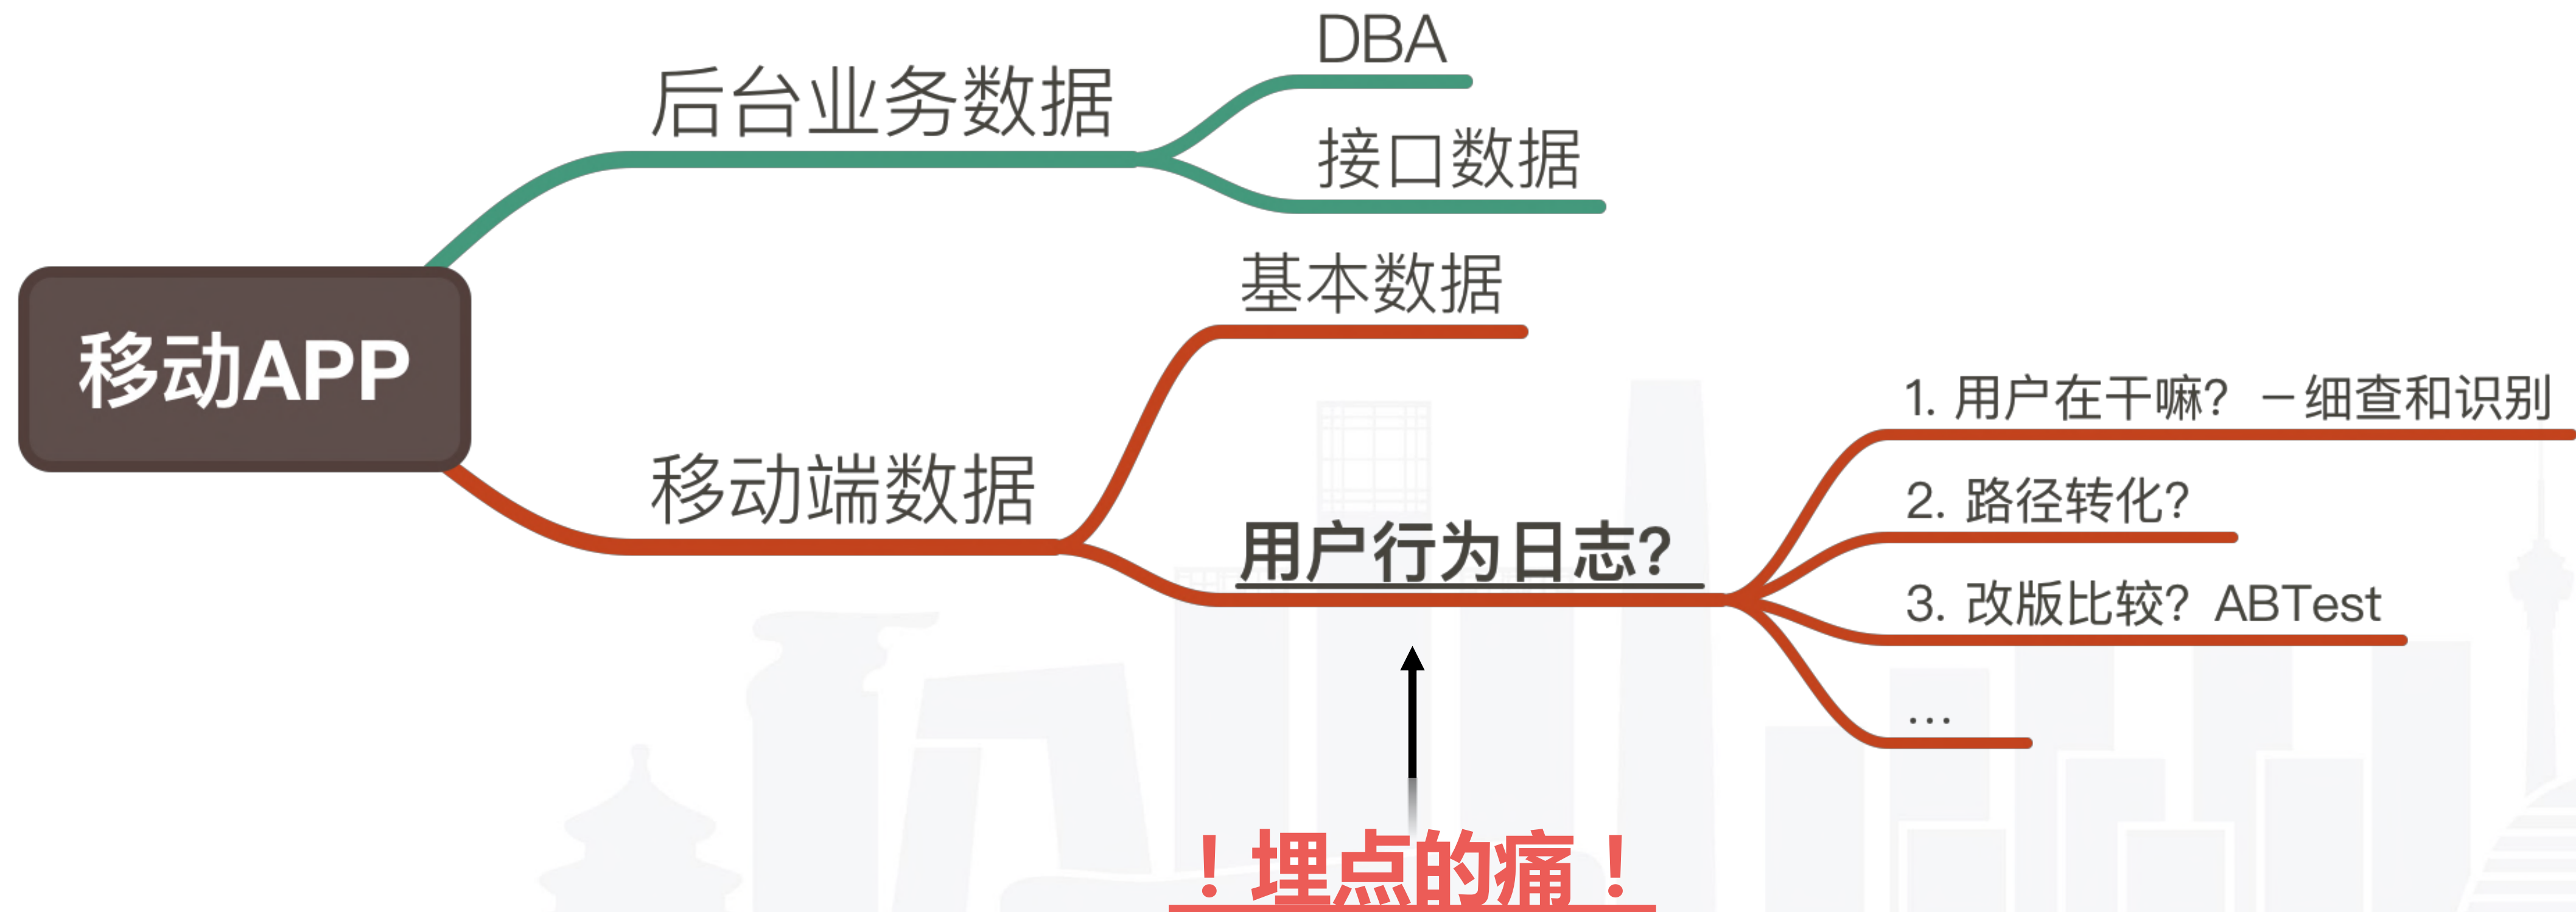 移动APP
后台业务数据
DBA
接口数据
移动端数据
基本数据
用户行为日志?
1. 用户在干嘛? －细查和识别
2. 路径转化?
3. 改版比较? ABTest
...
！埋点的痛！